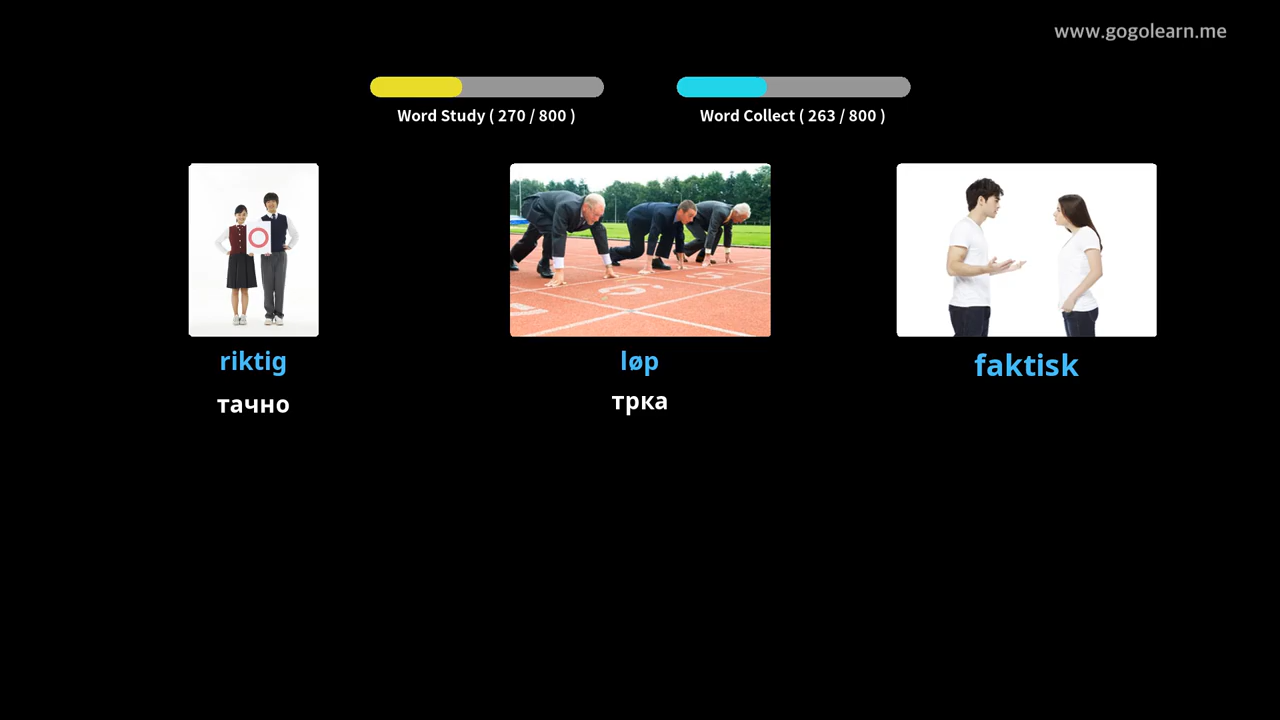 www.gogolearn.me
Word Study ( 270 / 800 )
Word Collect ( 263 / 800 )
riktig
løp
faktisk
тачно
трка